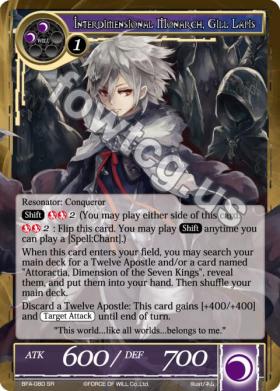 INTERDIMENSIONAL MONARCH, GILL LAPIS
WILL
1
Shift 2 (You may play either side of this card.)
2 : Flip this card. You may play Shift anytime you
can play a [Spell:Chant].)
When this card enters your field, you may search your
main deck for a Twelve Apostle and/or a card named
"Attoractia, Dimension of the Seven Kings", reveal
them, and put them into your hand. Then shuffle your
main deck.
Discard a Twelve Apostle: This card gains [+400/+400]
and Target Attack until end of turn.
"This world...like all worlds...belongs to me."
ATK 600/ DEF 700
BFA-080 SR ©FORCE OF WILL Co.,Ltd. Illust/
fowtcg.us